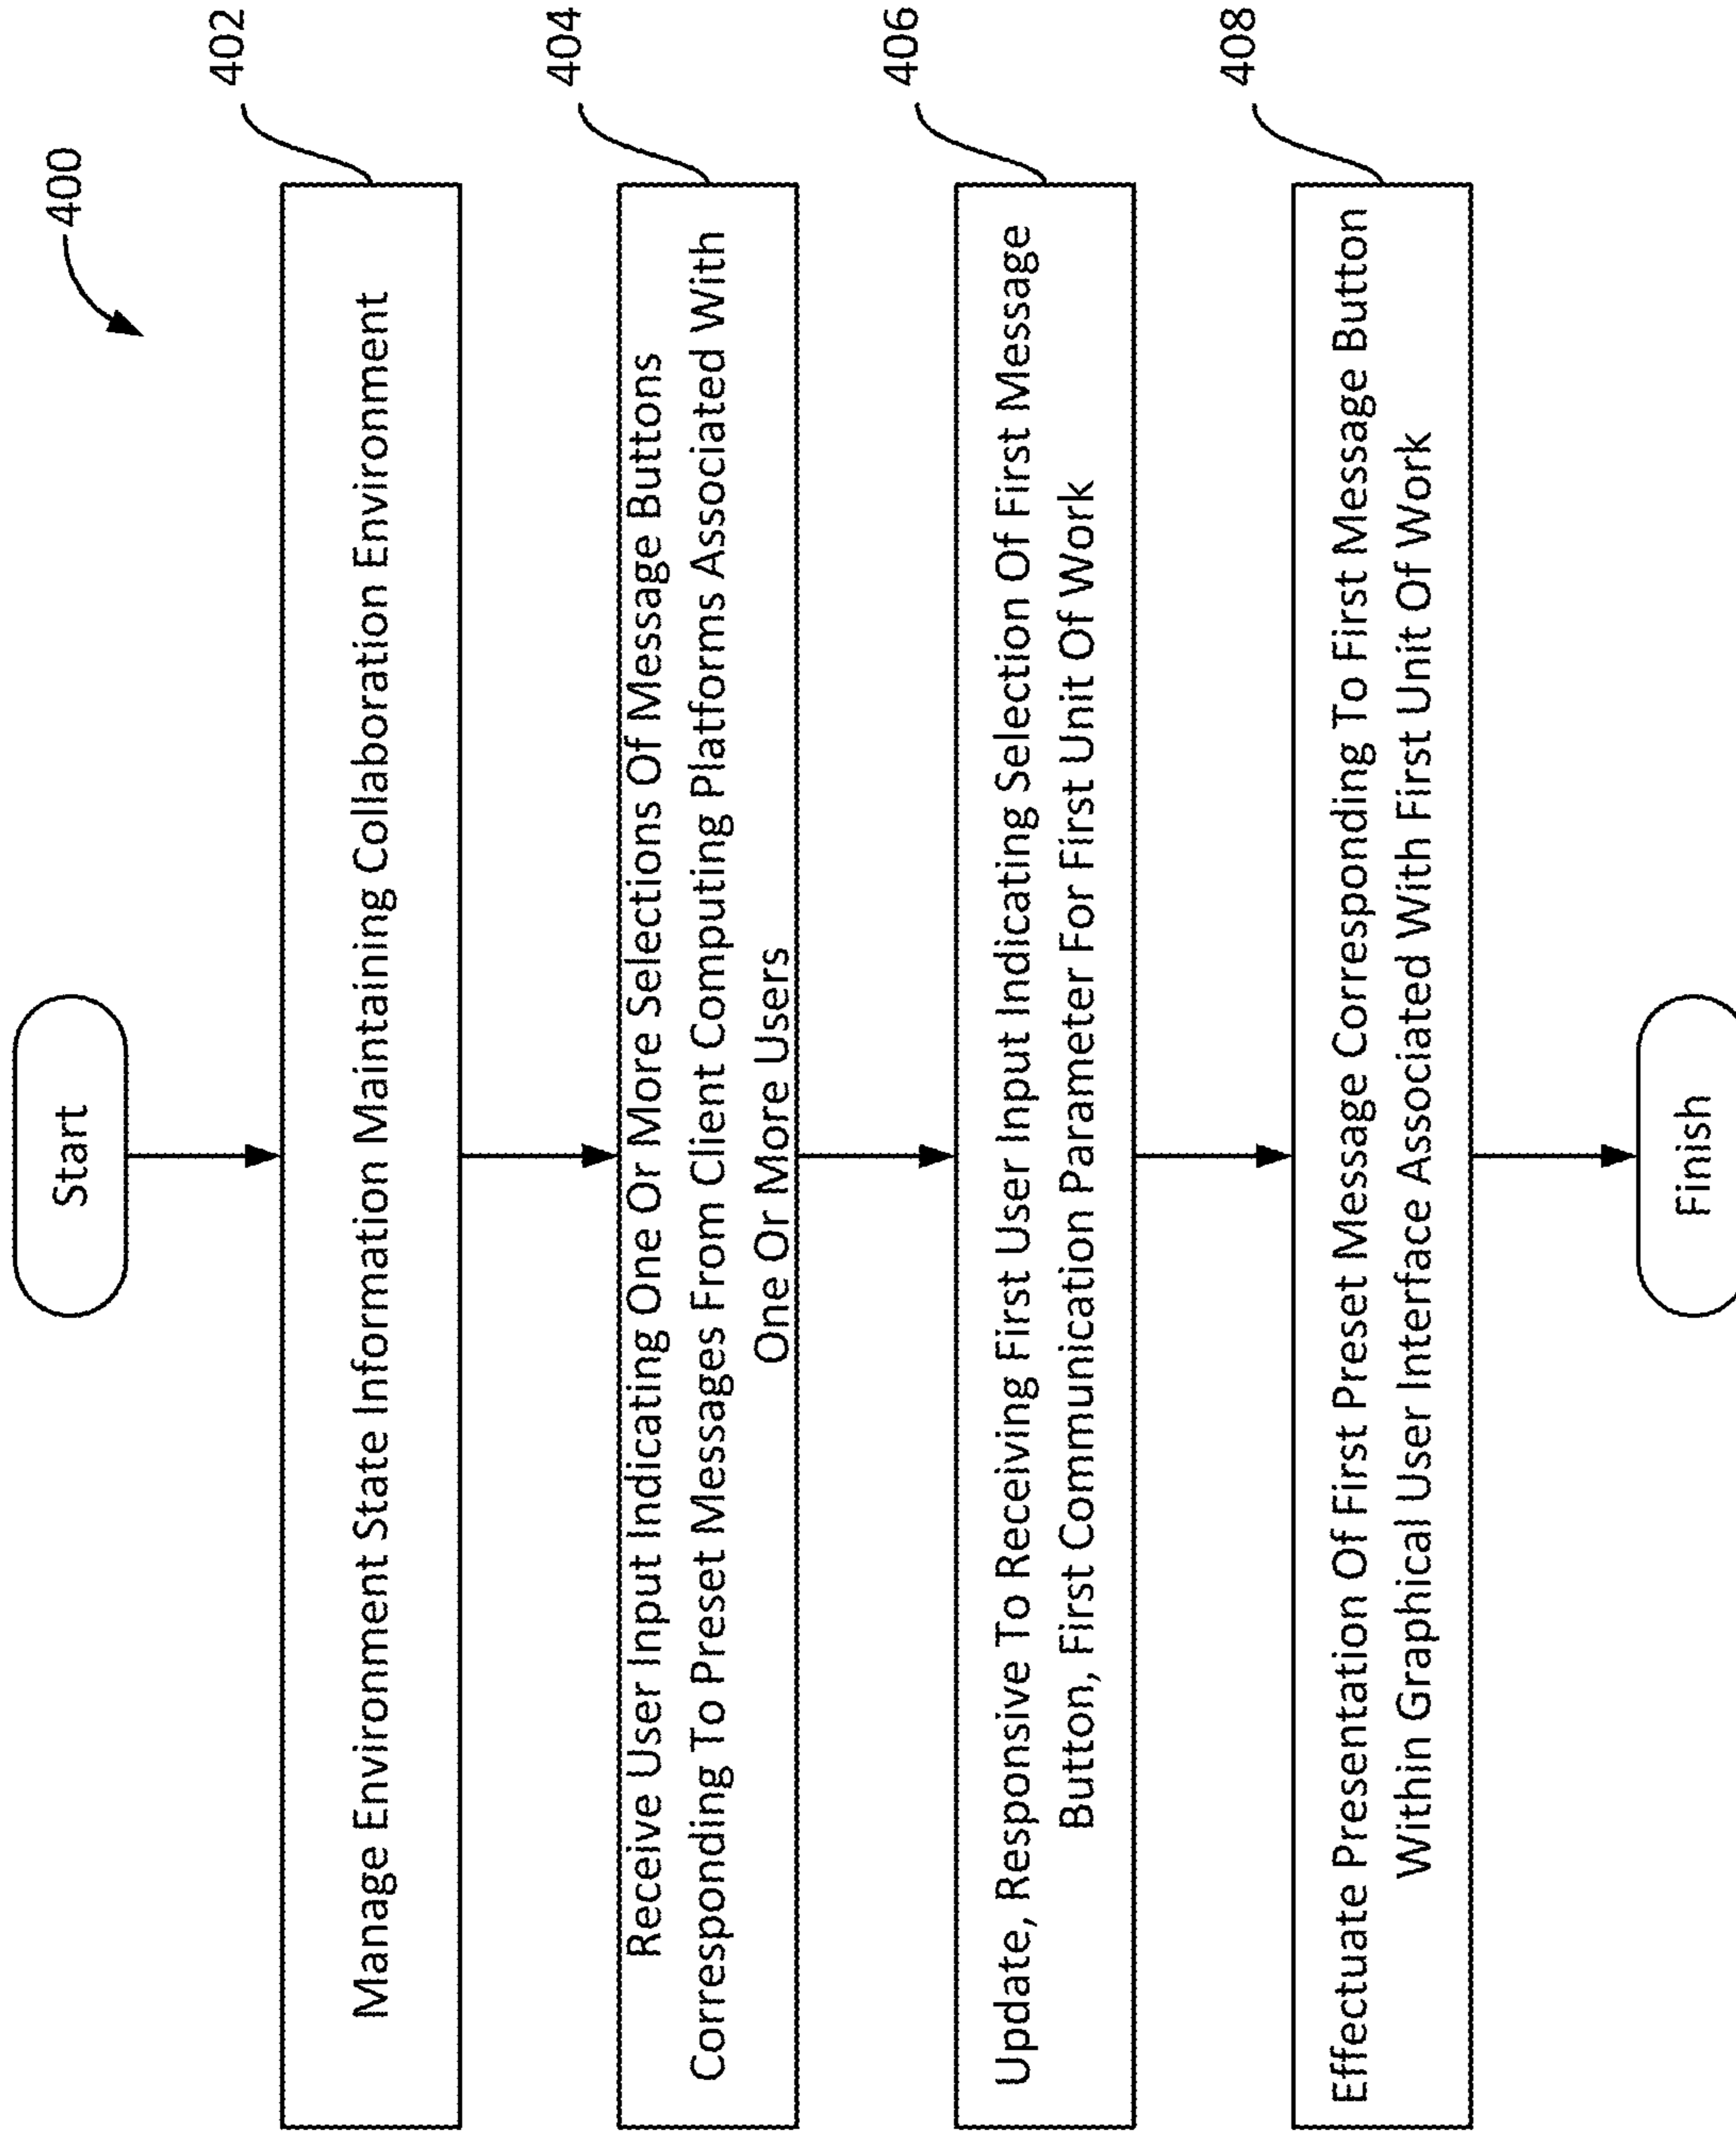 400
Start
402
Manage Environment State Information Maintaining Collaboration Environment
404
Receive User Input Indicating One Or More Selections Of Message Buttons
Corresponding To Preset Messages From Client Computing Platforms Associated With
One Or More Users
406
Update, Responsive To Receiving First User Input Indicating Selection Of First Message
Button, First Communication Parameter For First Unit Of Work
408
Effectuate Presentation Of First Preset Message Corresponding To First Message Button
Within Graphical User Interface Associated With First Unit Of Work
Finish